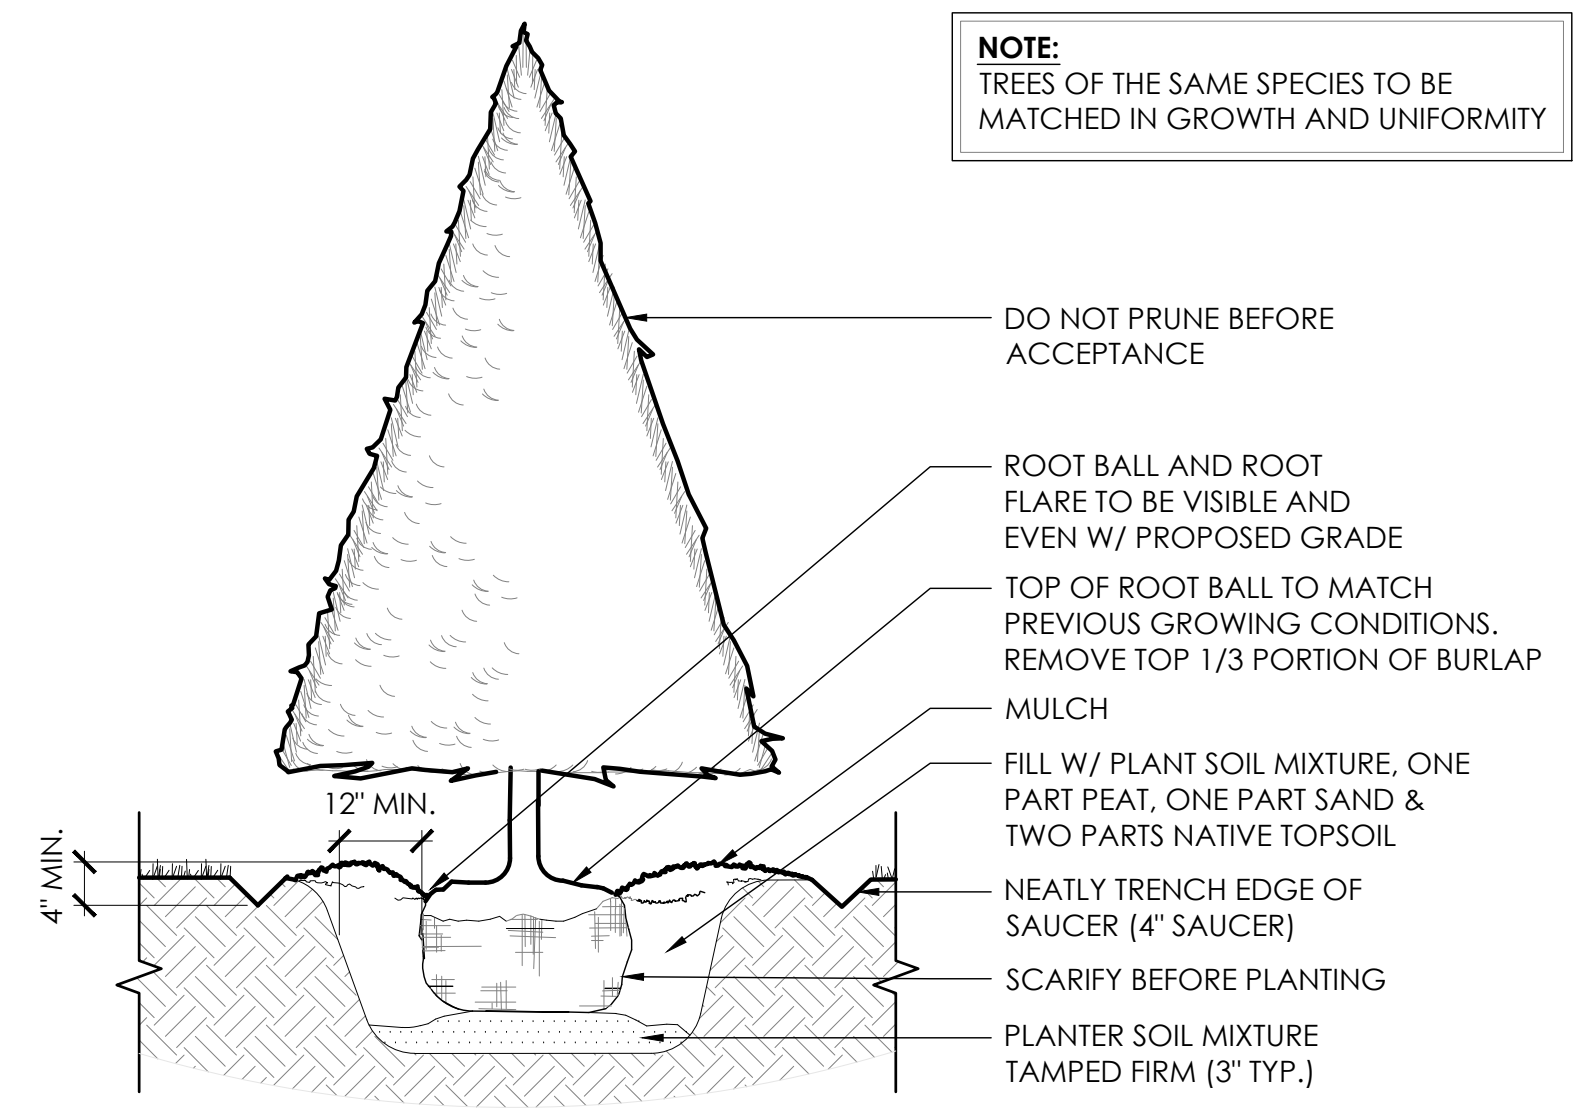 NOTE:
TREES OF THE SAME SPECIES TO BE
MATCHED IN GROWTH AND UNIFORMITY
DO NOT PRUNE BEFORE
ACCEPTANCE
ROOT BALL AND ROOT
FLARE TO BE VISIBLE AND
EVEN W/ PROPOSED GRADE
TOP OF ROOT BALL TO MATCH
PREVIOUS GROWING CONDITIONS.
REMOVE TOP 1/3 PORTION OF BURLAP
MULCH
FILL W/ PLANT SOIL MIXTURE, ONE
PART PEAT, ONE PART SAND &
TWO PARTS NATIVE TOPSOIL
12" MIN.
4" MIN.
NEATLY TRENCH EDGE OF
SAUCER (4" SAUCER)
SCARIFY BEFORE PLANTING
PLANTER SOIL MIXTURE
TAMPED FIRM (3" TYP.)